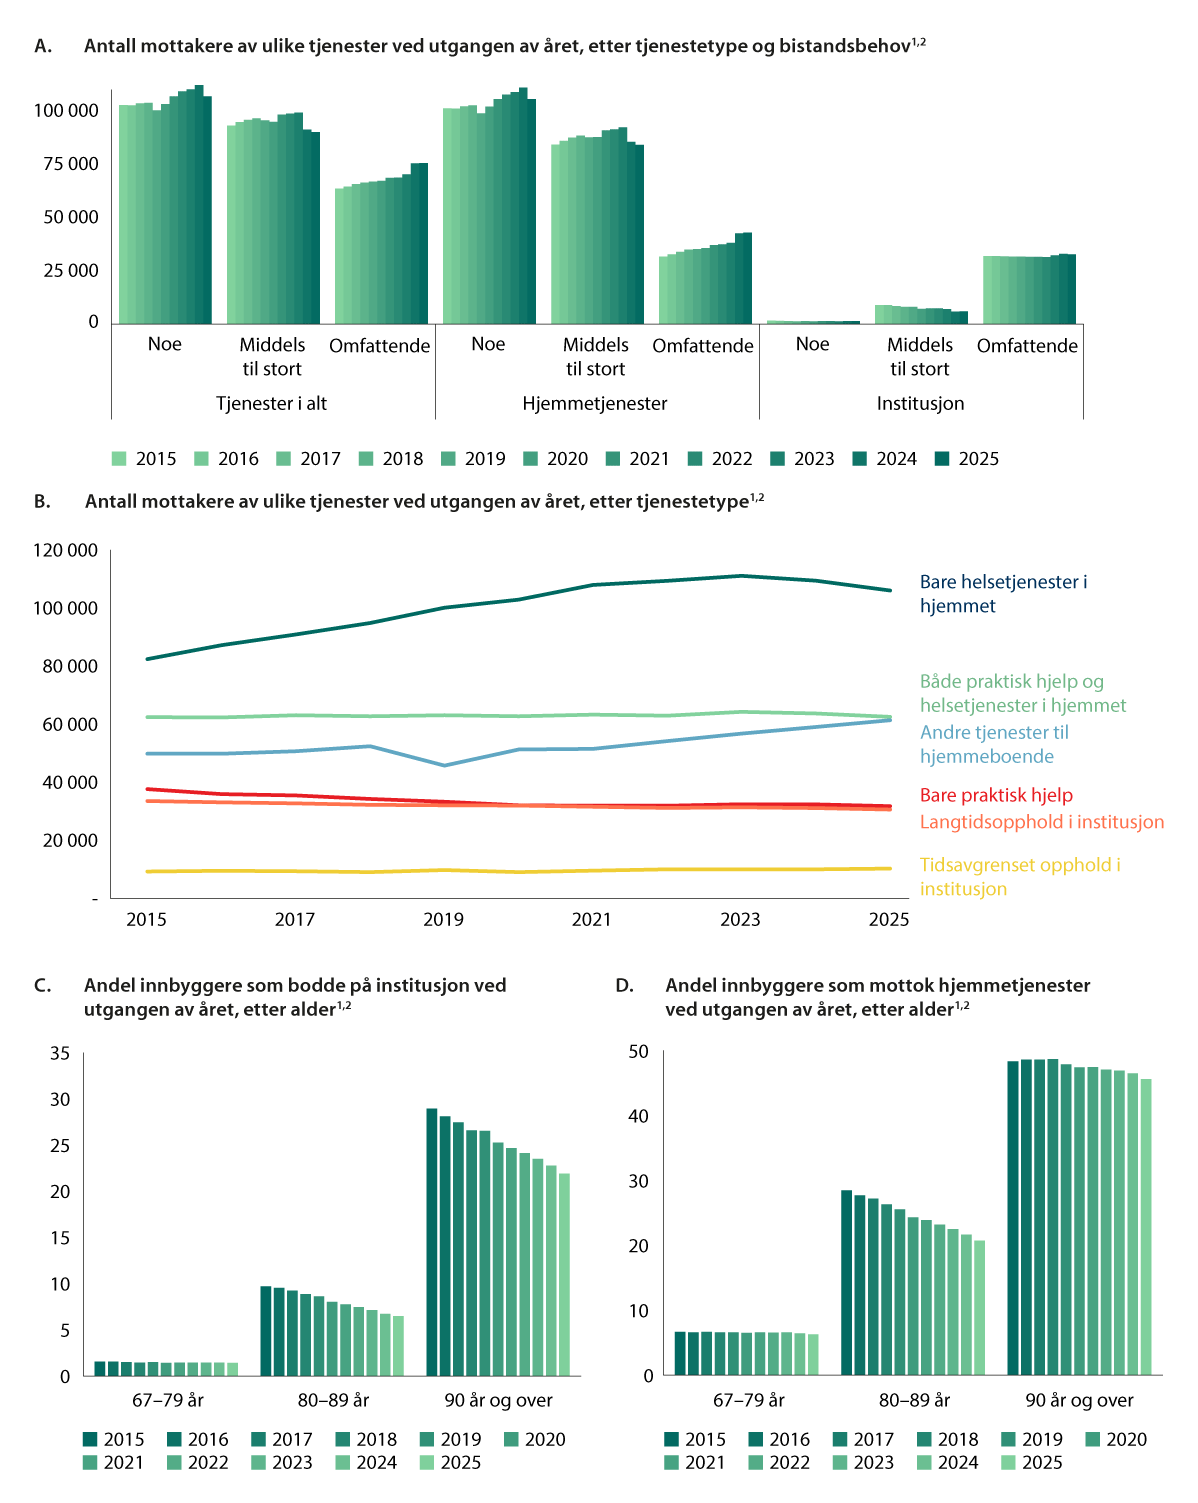 A. Antall mottakere av ulike tjenester ved utgangen av året, etter tjenestetype og bistandsbehov1,2
100 000
75 000
50 000
25 000
0
Noe Middels til stort Omfattende Noe Middels til stort Omfattende Noe Middels til stort Omfattende
Tjenester i alt Hjemmetjenester Institusjon
2015 2016 2017 2018 2019 2020 2021 2022 2023 2024 2025
B. Antall mottakere av ulike tjenester ved utgangen av året, etter tjenestetype1,2
120 000
100 000
80 000
60 000
40 000
20 000
-
2015 2017 2019 2021 2023 2025
Bare helsetjenester i
hjemmet
Både praktisk hjelp og
helsetjenester i hjemmet
Andre tjenester til
hjemmeboende
Bare praktisk hjelp
Langtidsopphold i institusjon
Tidsavgrenset opphold i
institusjon
C. Andel innbyggere som bodde på institusjon ved
utgangen av året, etter alder1,2
35
30
25
20
15
10
5
0
67–79 år 80–89 år 90 år og over
2015 2016 2017 2018 2019 2020
2021 2022 2023 2024 2025
D. Andel innbyggere som mottok hjemmetjenester
ved utgangen av året, etter alder1,2
50
40
30
20
10
0
67–79 år 80–89 år 90 år og over
2015 2016 2017 2018 2019 2020
2021 2022 2023 2024 2025